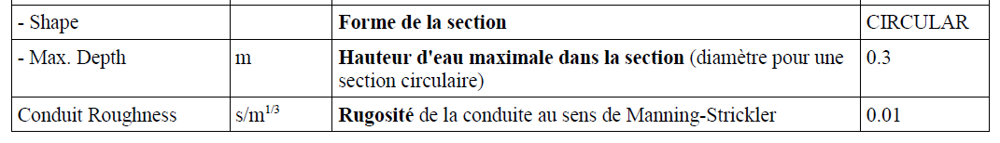 - Shape Forme de la section CIRCULAR
- Max. Depth m Hauteur d'eau maximale dans la section (diamètre pour une 0.3
section circulaire)
Conduit Roughness s/m^1/3 Rugosité de la conduite au sens de Manning-Strickler 0.01